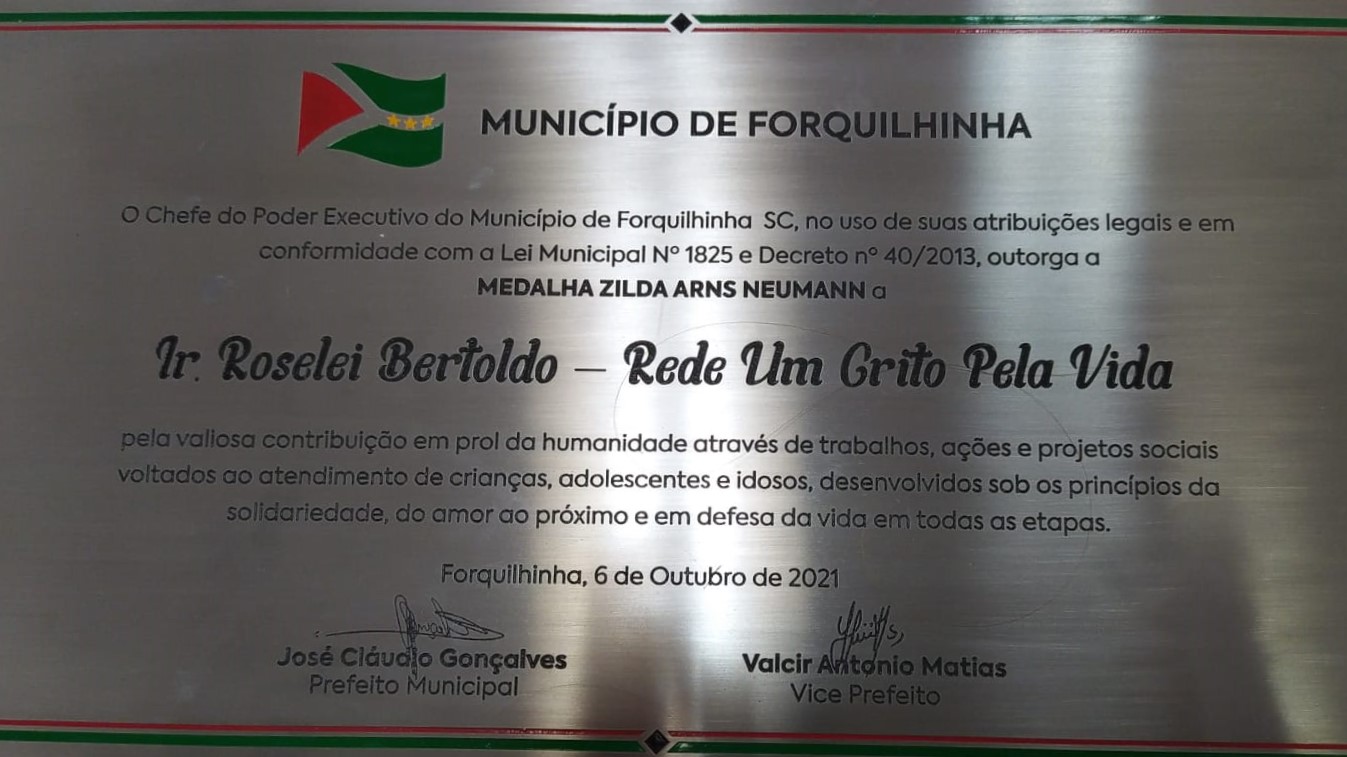 MUNICÍPIO DE FORQUILHINHA
O Chefe do Poder Executivo do Município de Forquilhinha SC, no uso de suas atribuições legais e em
conformidade com a Lei Municipal Nº 1825 e Decreto nº 40/2013, outorga a
MEDALHA ZILDA ARNS NEUMANN a
Ir. Roselei Bertoldo – Rede Um Grito Pela Vida
pela valiosa contribuição em prol da humanidade através de trabalhos, ações e projetos sociais
voltados ao atendimento de crianças, adolescentes e idosos, desenvolvidos sob os princípios da
solidariedade, do amor ao próximo e em defesa da vida em todas as etapas.
Forquilhinha, 6 de Outubro de 2021
José Cláudio Gonçalves
Prefeito Municipal
Valcir Antonio Matias
Vice Prefeito